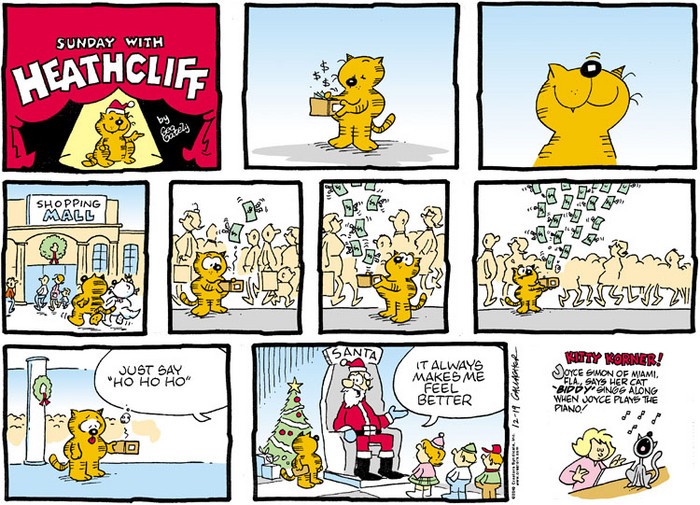 SUNDAY WITH
HEATHCLIFF
by
Geo
Gately
$ $ $
$
SHOPPING
MALL
JUST SAY
"HO HO HO"
SANTA
IT ALWAYS
MAKES ME
FEEL
BETTER
12-19 GALLAGHER
KITTY KORNER!
JOYCE SIMON OF MIAMI,
FLA., SAYS HER CAT
"BIDDY" SINGS ALONG
WHEN JOYCE PLAYS THE
PIANO!